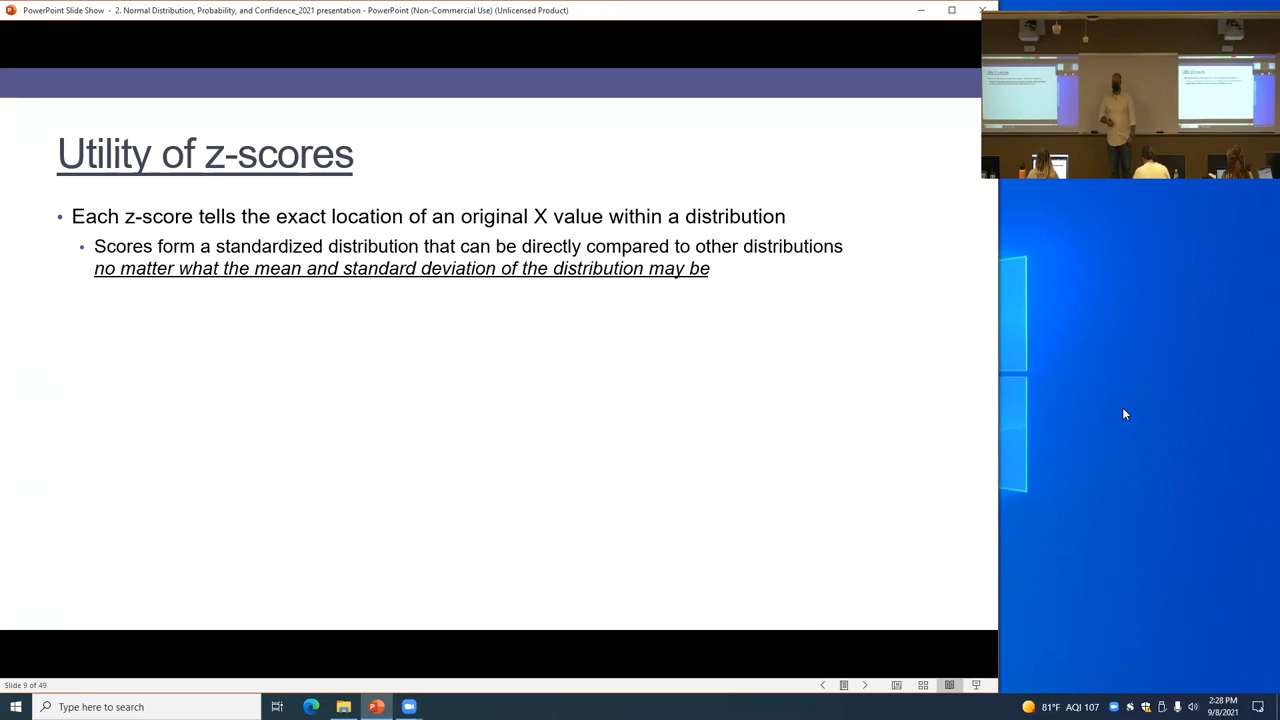 PowerPoint Slide Show - 2. Normal Distribution, Probability, and Confidence_2021 presentation - PowerPoint (Non-Commercial Use) (Unlicensed Product)
Utility of z-scores
• Each z-score tells the exact location of an original X value within a distribution
• Scores form a standardized distribution that can be directly compared to other distributions
no matter what the mean and standard deviation of the distribution may be
Slide 9 of 49
Type here to search
81°F AQI 107
2:28 PM
9/8/2021